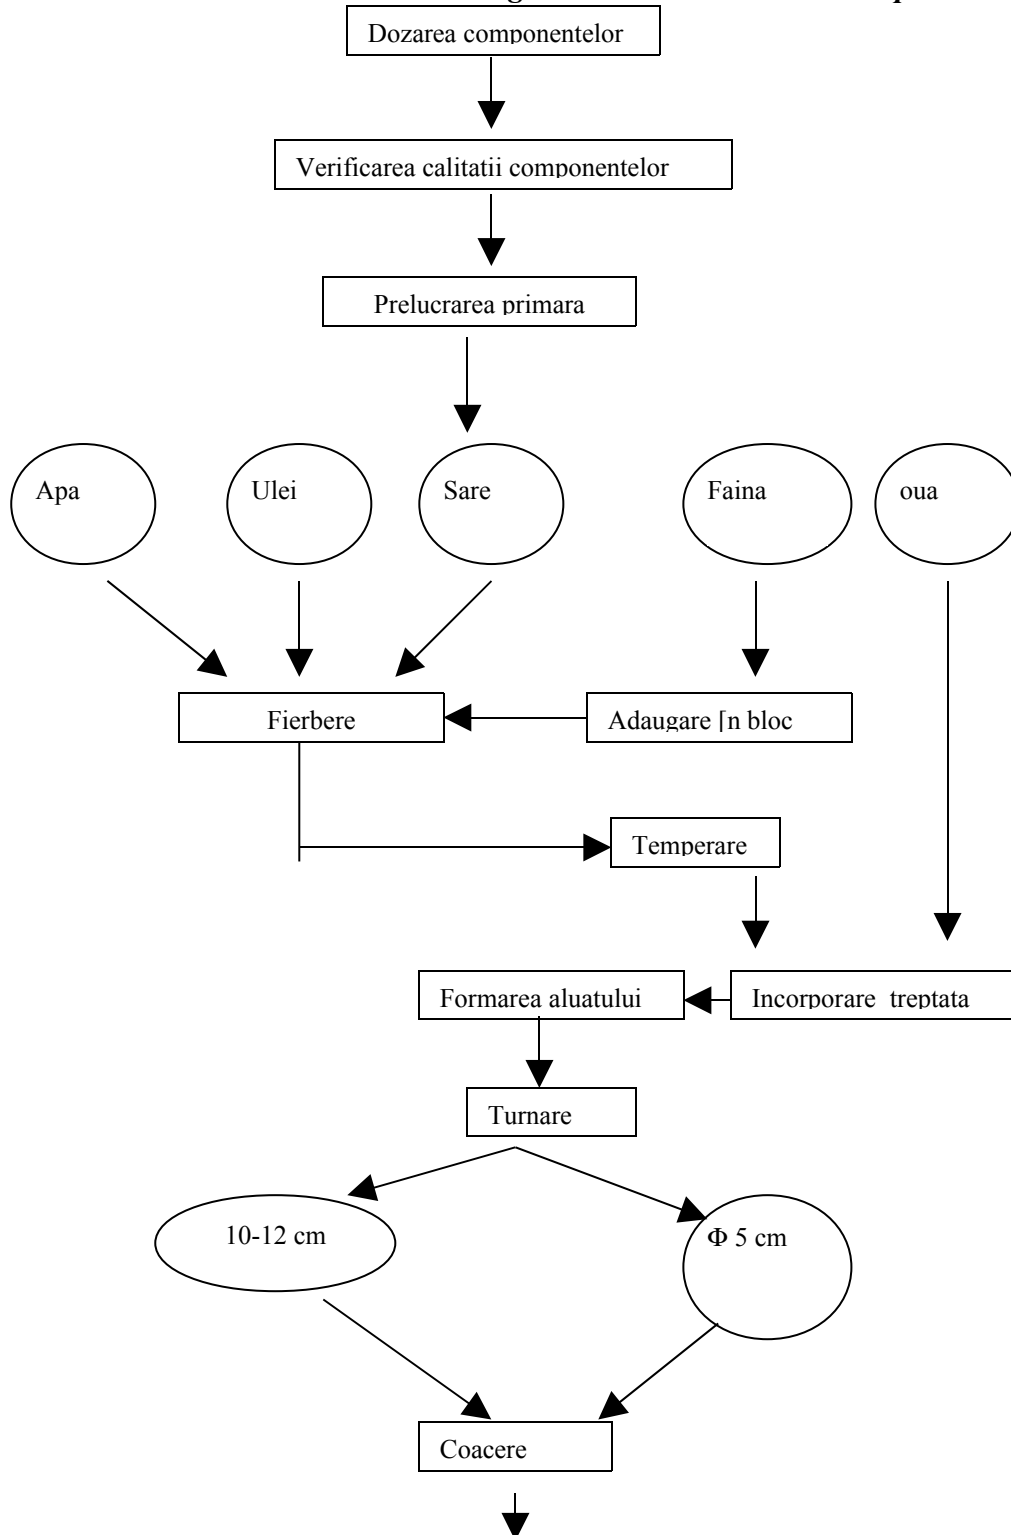 Dozarea componentelor
Verificarea calitatii componentelor
Prelucrarea primara
Apa
Ulei
Sare
Faina
oua
Fierbere
Adaugare [n bloc
Temperare
Formarea aluatului
Incorporare treptata
Turnare
10-12 cm
Φ 5 cm
Coacere